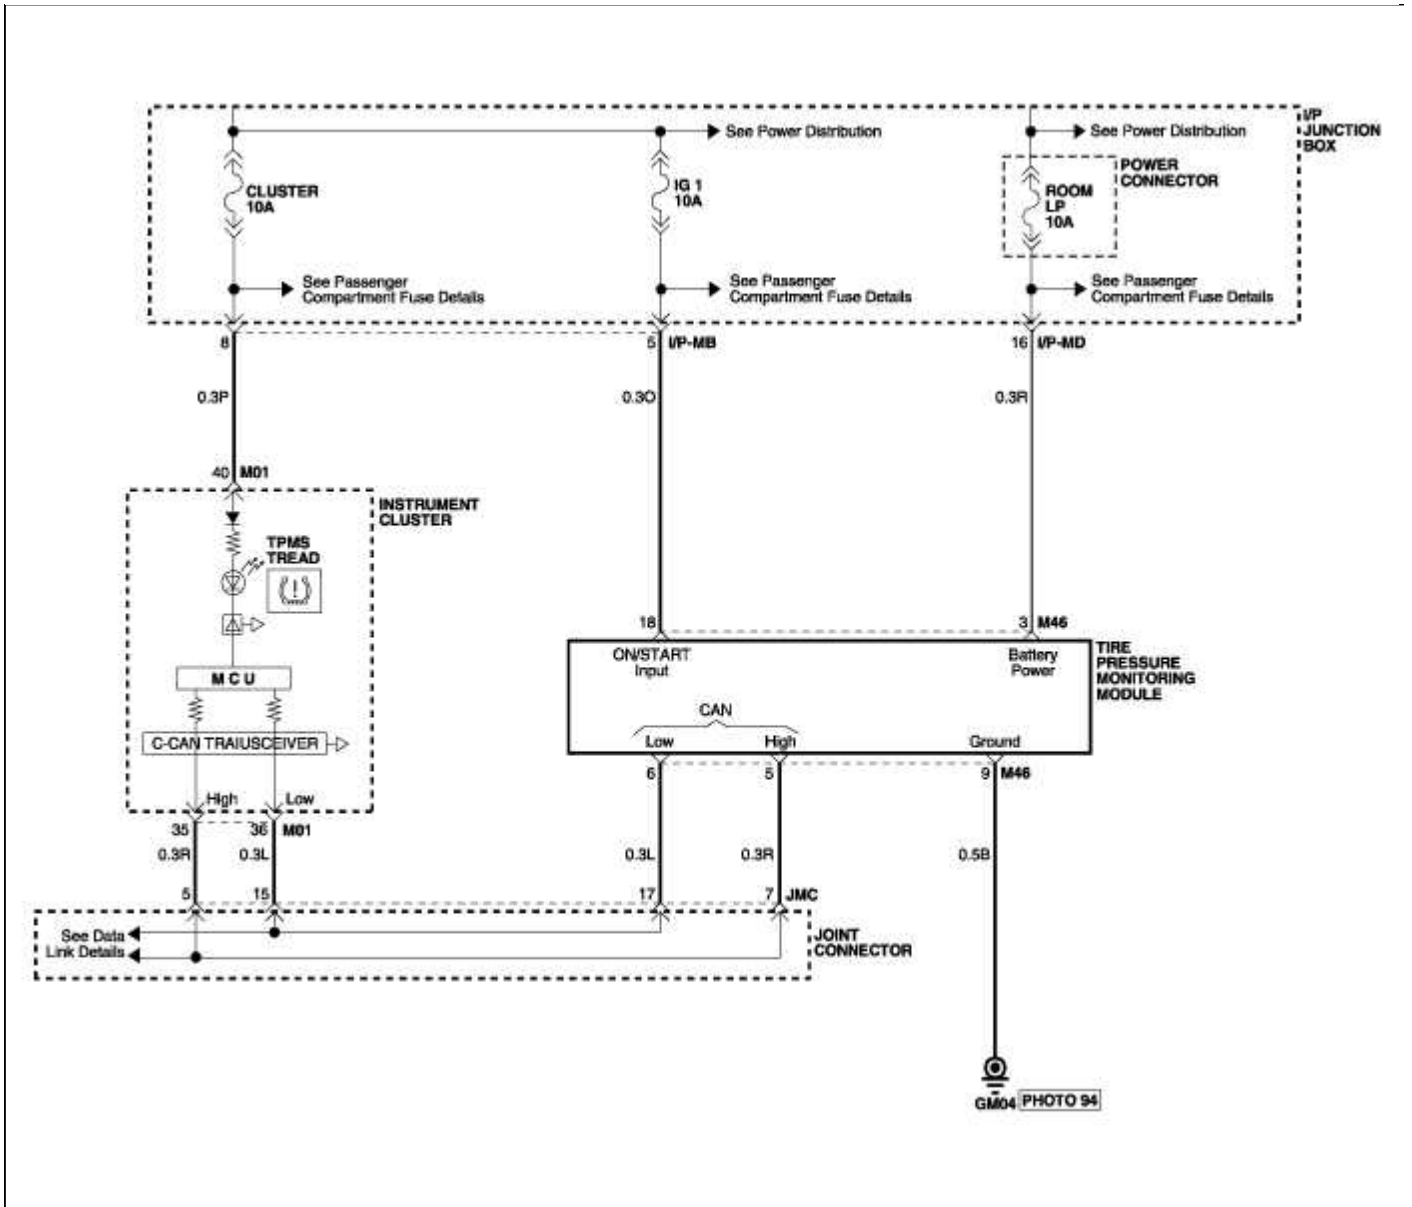 I/P
JUNCTION
BOX
See Power Distribution
See Power Distribution
POWER
CONNECTOR
CLUSTER
10A
IG 1
10A
ROOM
LP
10A
See Passenger
Compartment Fuse Details
See Passenger
Compartment Fuse Details
See Passenger
Compartment Fuse Details
8
5
I/P-MB
16
I/P-MD
0.3P
0.3O
0.3R
40
M01
INSTRUMENT
CLUSTER
TPMS
TREAD
(!)
18
3
M46
ON/START
Input
Battery
Power
TIRE
PRESSURE
MONITORING
MODULE
M C U
CAN
C-CAN TRAIUSCEIVER
Low
High
Ground
High
Low
6
5
9
M46
35
36
M01
0.3R
0.3L
0.3L
0.3R
0.5B
5
15
17
7
JMC
See Data
Link Details
JOINT
CONNECTOR
GM04
PHOTO 94